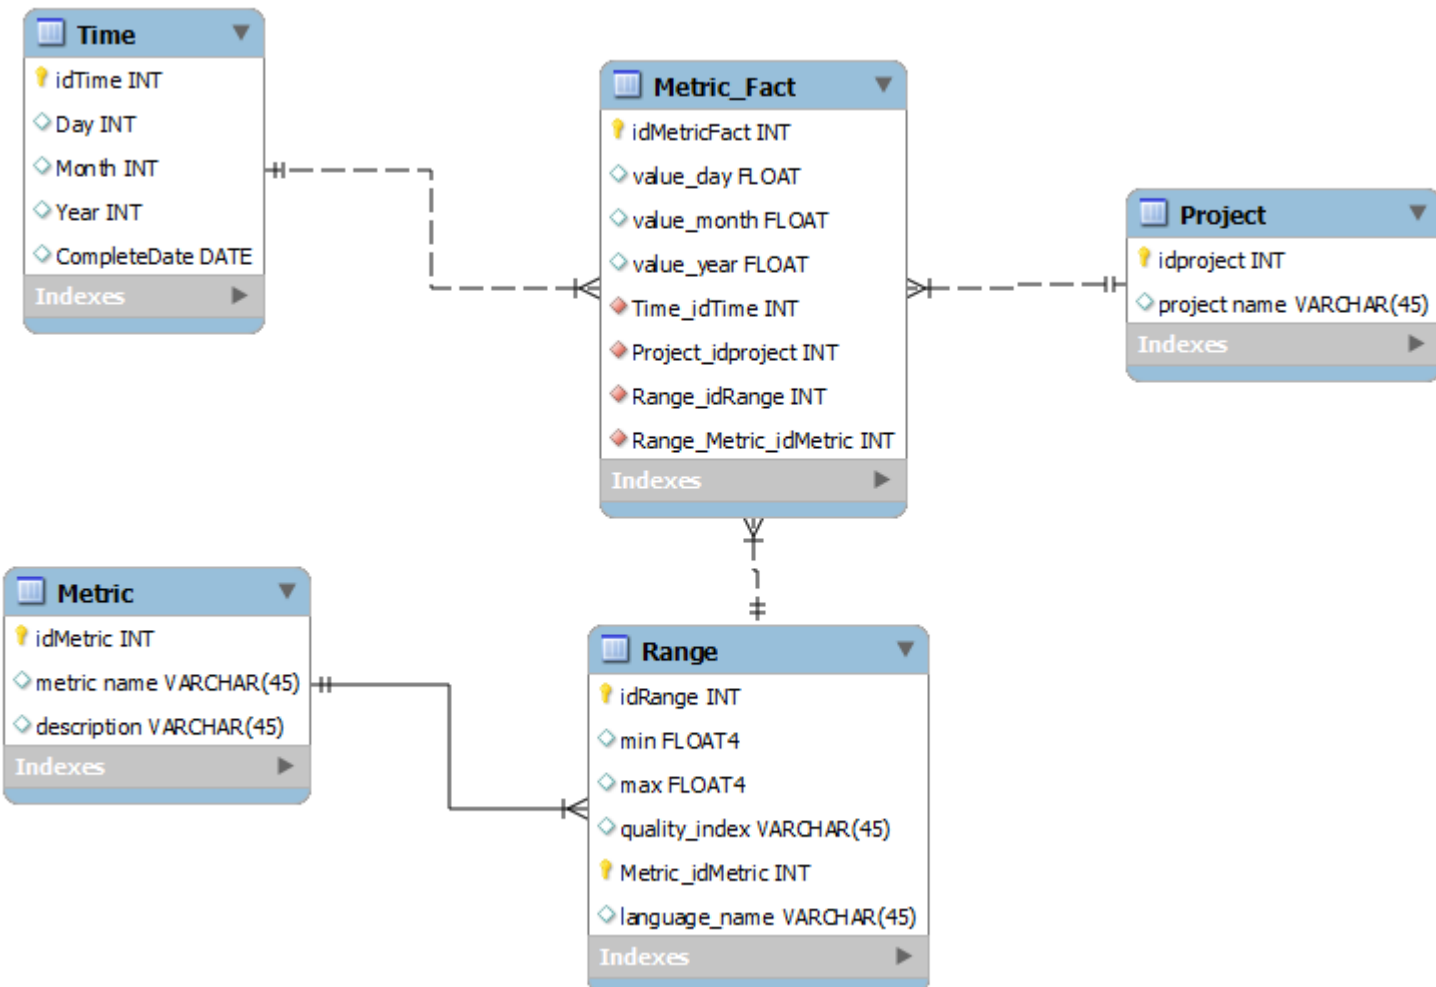 Time
idTime INT
Day INT
Month INT
Year INT
CompleteDate DATE
Indexes
Metric_Fact
idMetricFact INT
value_day FLOAT
value_month FLOAT
value_year FLOAT
Time_idTime INT
Project_idproject INT
Range_idRange INT
Range_Metric_idMetric INT
Indexes
Project
idproject INT
project name VARCHAR(45)
Indexes
Metric
idMetric INT
metric name VARCHAR(45)
description VARCHAR(45)
Indexes
Range
idRange INT
min FLOAT4
max FLOAT4
quality_index VARCHAR(45)
Metric_idMetric INT
language_name VARCHAR(45)
Indexes